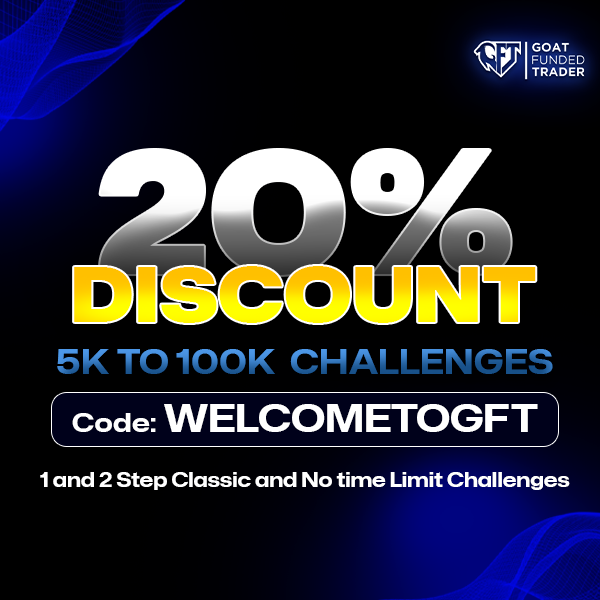 GFT
GOAT
FUNDED
TRADER
20%
DISCOUNT
5K TO 100K CHALLENGES
Code: WELCOMETOGFT
1 and 2 Step Classic and No time Limit Challenges